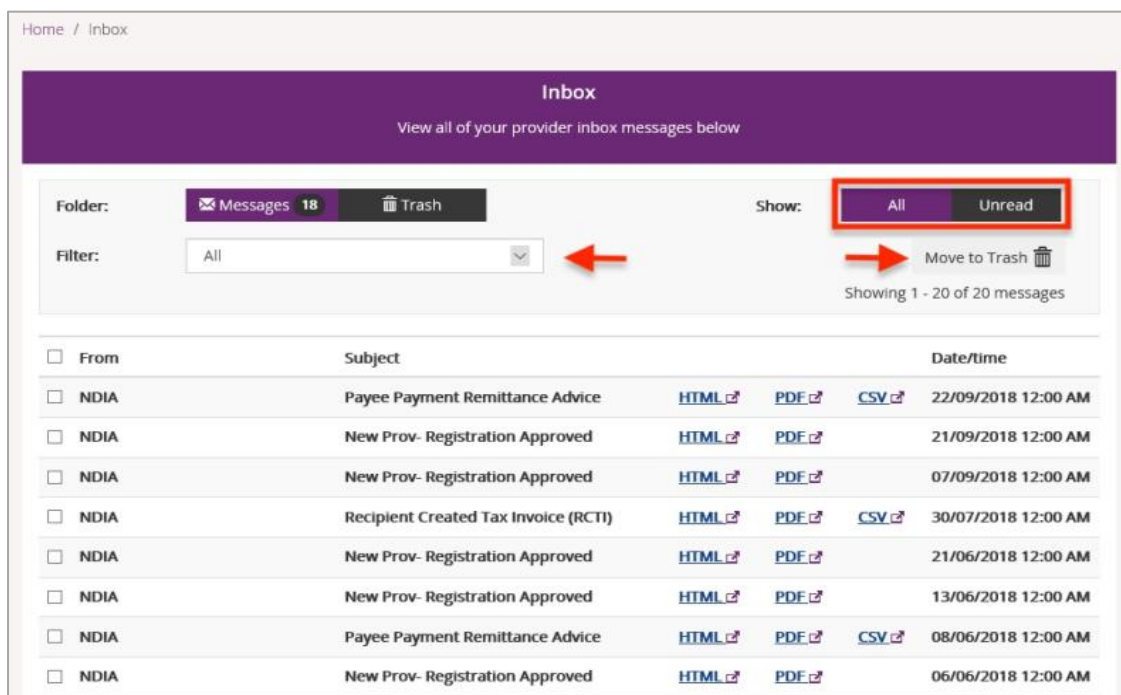 Home / Inbox
Inbox
View all of your provider inbox messages below
Folder: Messages 18 Trash Show: All Unread
Filter: All Move to Trash
Showing 1 - 20 of 20 messages
From Subject Date/time
NDIA Payee Payment Remittance Advice HTML PDF CSV 22/09/2018 12:00 AM
NDIA New Prov- Registration Approved HTML PDF 21/09/2018 12:00 AM
NDIA New Prov- Registration Approved HTML PDF 07/09/2018 12:00 AM
NDIA Recipient Created Tax Invoice (RCTI) HTML PDF CSV 30/07/2018 12:00 AM
NDIA New Prov- Registration Approved HTML PDF 21/06/2018 12:00 AM
NDIA New Prov- Registration Approved HTML PDF 13/06/2018 12:00 AM
NDIA Payee Payment Remittance Advice HTML PDF CSV 08/06/2018 12:00 AM
NDIA New Prov- Registration Approved HTML PDF 06/06/2018 12:00 AM